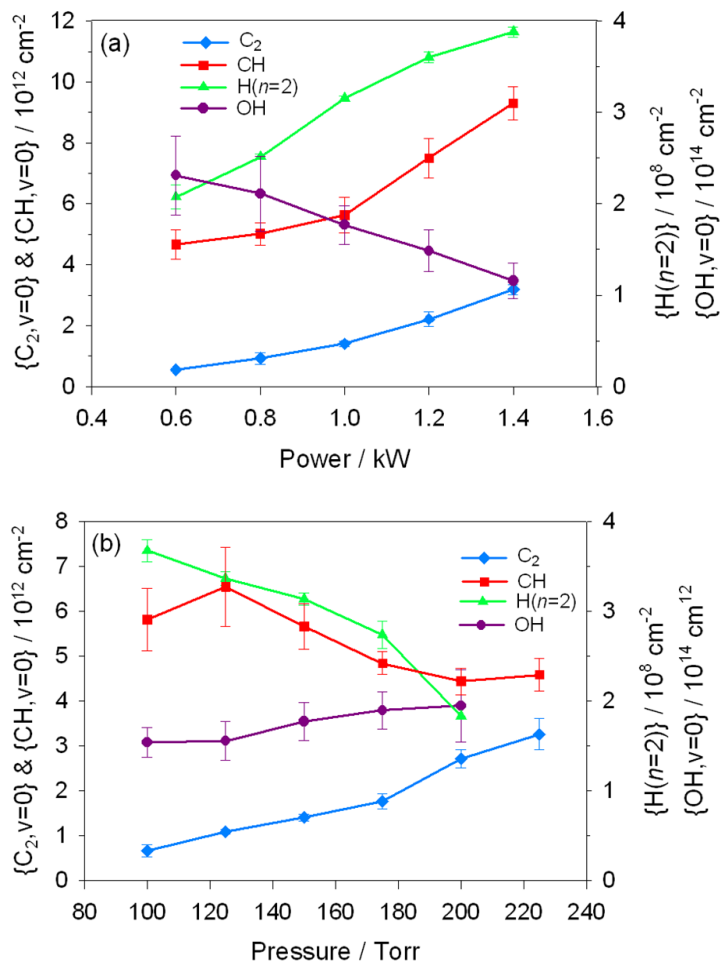 (a)
C2
CH
H(n=2)
OH
12
10
8
6
4
2
0
{C2,v=0} & {CH,v=0} / 10^12 cm^-2
4
3
2
1
0
{H(n=2)} / 10^8 cm^-2
{OH,v=0} / 10^14 cm^-2
0.4 0.6 0.8 1.0 1.2 1.4 1.6
Power / kW
(b)
C2
CH
H(n=2)
OH
8
7
6
5
4
3
2
1
0
{C2,v=0} & {CH,v=0} / 10^12 cm^-2
4
3
2
1
0
{H(n=2)} / 10^8 cm^-2
{OH,v=0} / 10^14 cm^12
80 100 120 140 160 180 200 220 240
Pressure / Torr